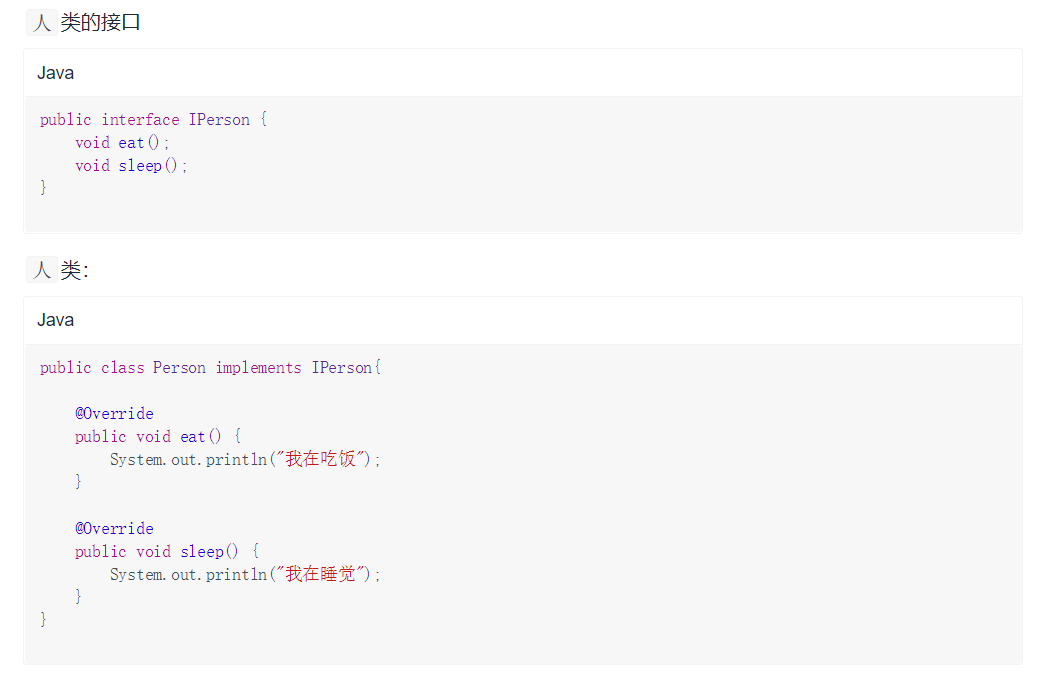 人 类的接口
Java
public interface IPerson {
    void eat();
    void sleep();
}
人 类：
Java
public class Person implements IPerson{
    @Override
    public void eat() {
        System.out.println("我在吃饭");
    }
    @Override
    public void sleep() {
        System.out.println("我在睡觉");
    }
}